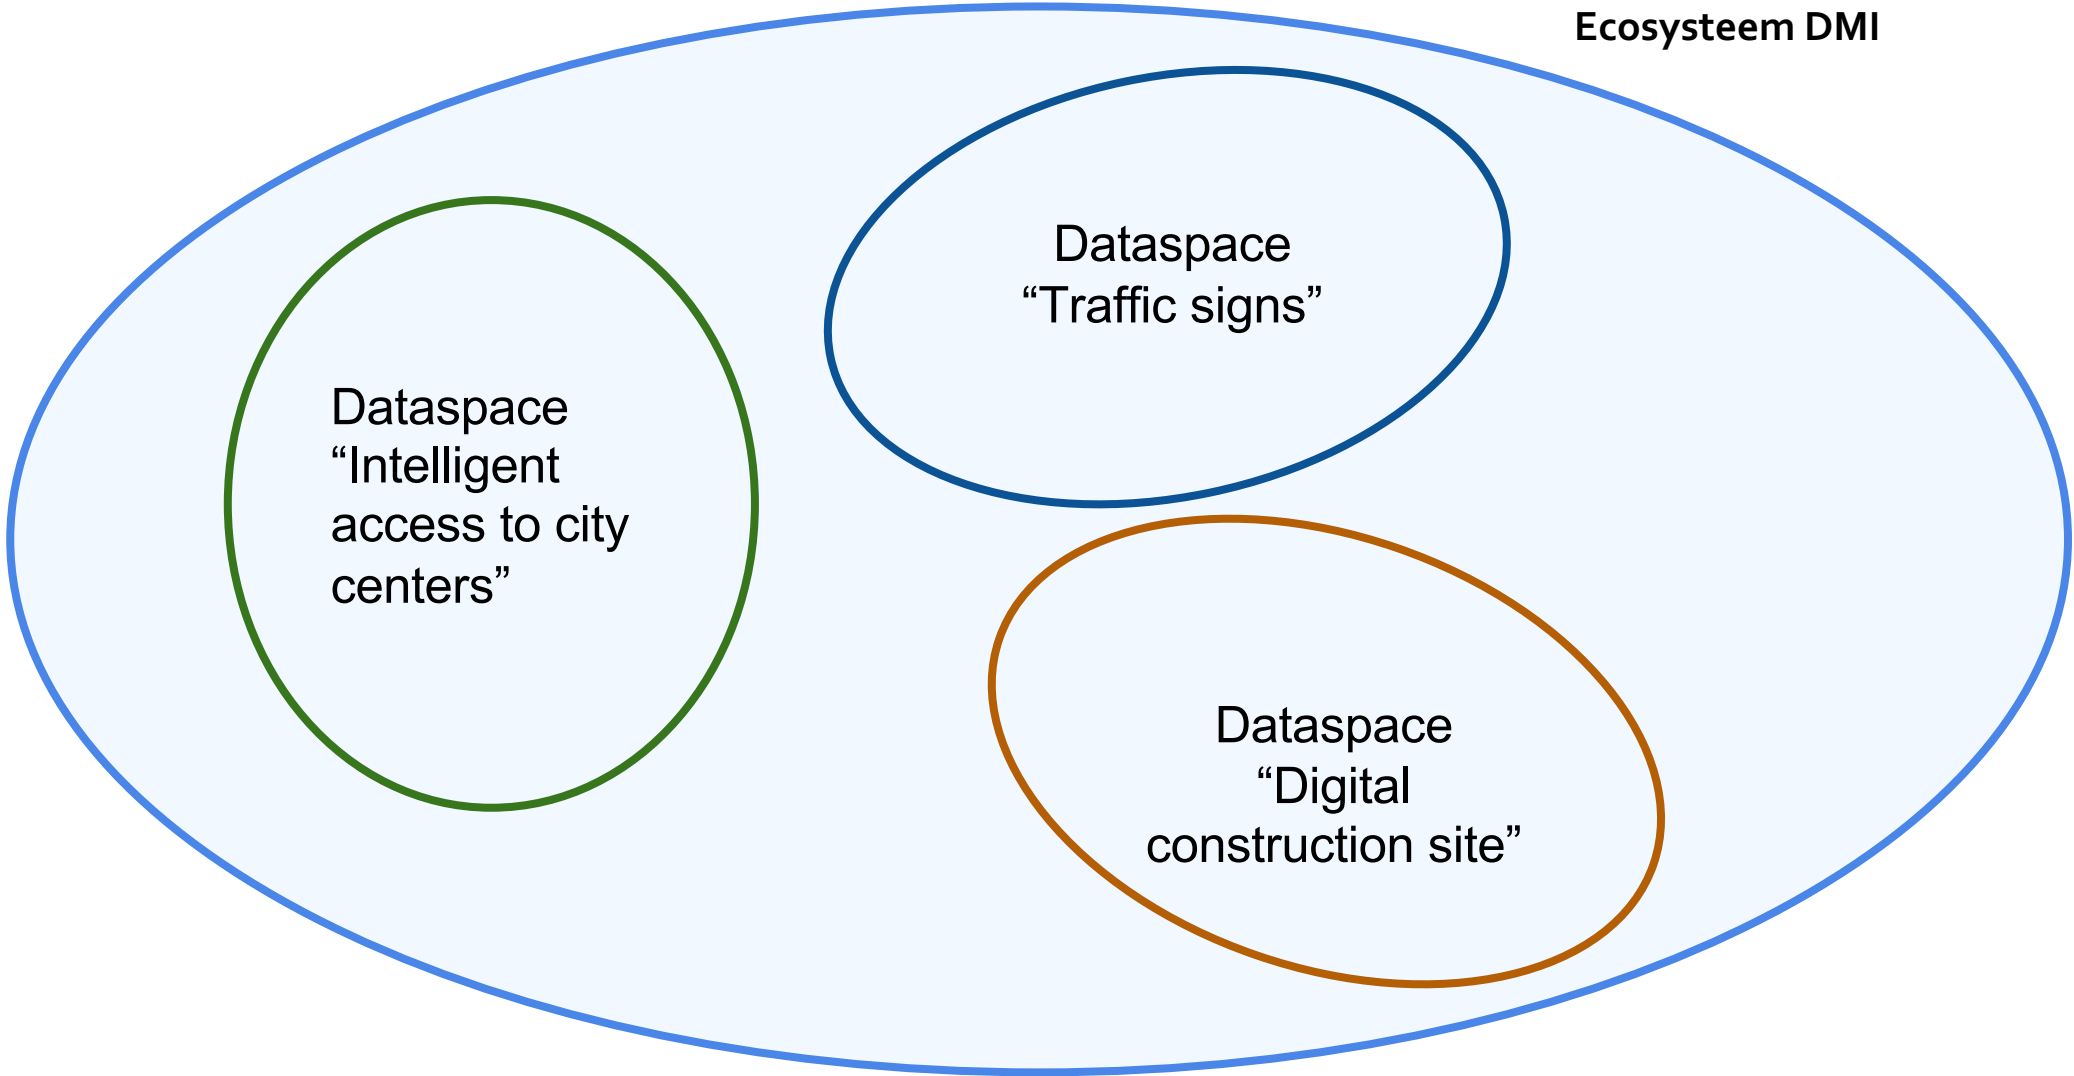 Ecosysteem DMI
Dataspace
“Traffic signs”
Dataspace
“Intelligent
access to city
centers”
Dataspace
“Digital
construction site”